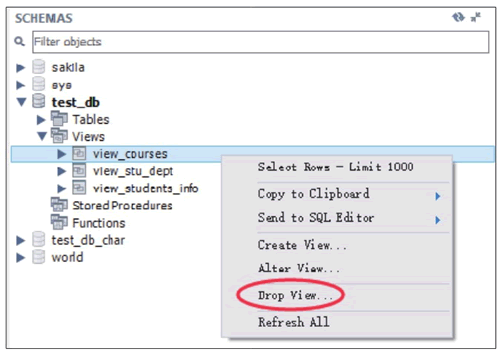 SCHEMAS
Filter objects
sakila
sys
test_db
Tables
Views
view_courses
view_stu_dept
view_students_info
Stored Procedures
Functions
test_db_char
world
Select Rows - Limit 1000
Copy to Clipboard
Send to SQL Editor
Create View...
Alter View...
Drop View...
Refresh All